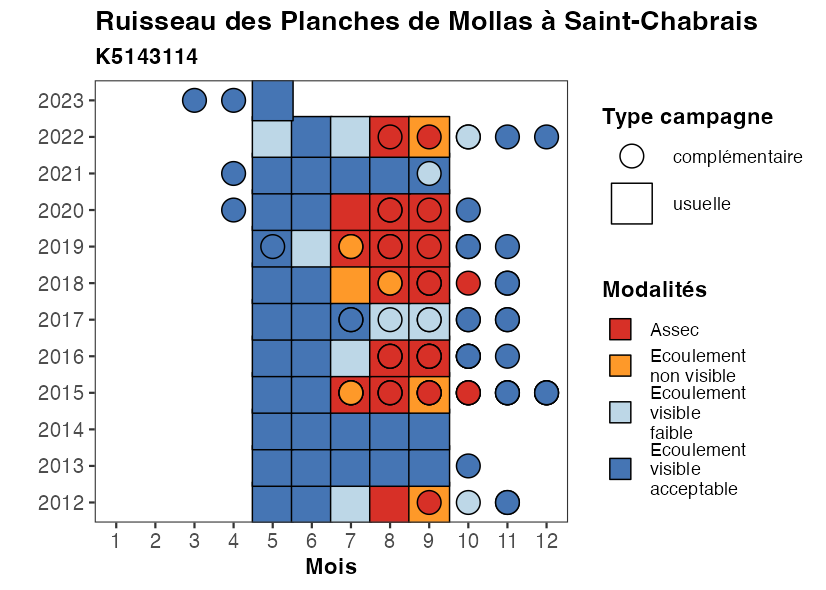 Ruisseau des Planches de Mollas à Saint-Chabrais
K5143114
2023
2022
2021
2020
2019
2018
2017
2016
2015
2014
2013
2012
1 2 3 4 5 6 7 8 9 10 11 12
Mois
Type campagne
complémentaire
usuelle
Modalités
Assec
Ecoulement
non visible
Ecoulement
visible
faible
Ecoulement
visible
acceptable